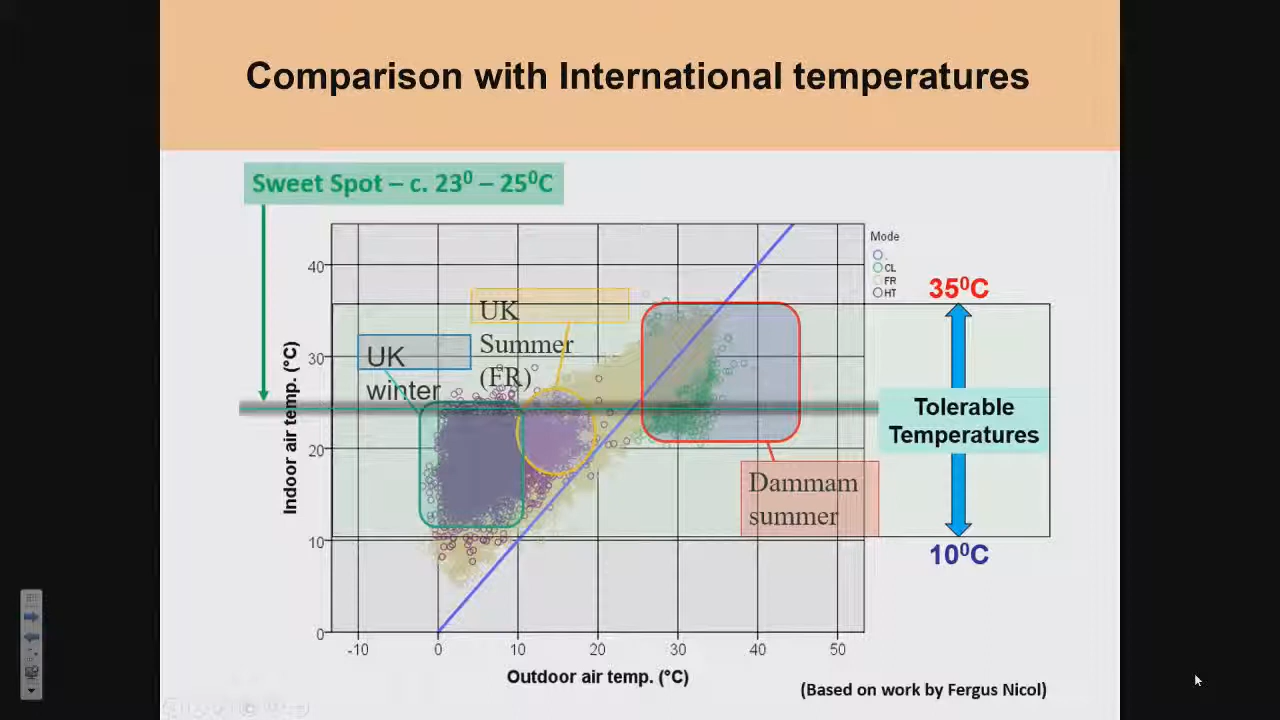 Comparison with International temperatures
Sweet Spot – c. 23⁰ – 25⁰C
Mode
.
CL
FR
HT
40
30
20
10
0
Indoor air temp. (°C)
UK
Summer
(FR)
UK
winter
Dammam
summer
35⁰C
Tolerable
Temperatures
10⁰C
-10 0 10 20 30 40 50
Outdoor air temp. (°C)
(Based on work by Fergus Nicol)